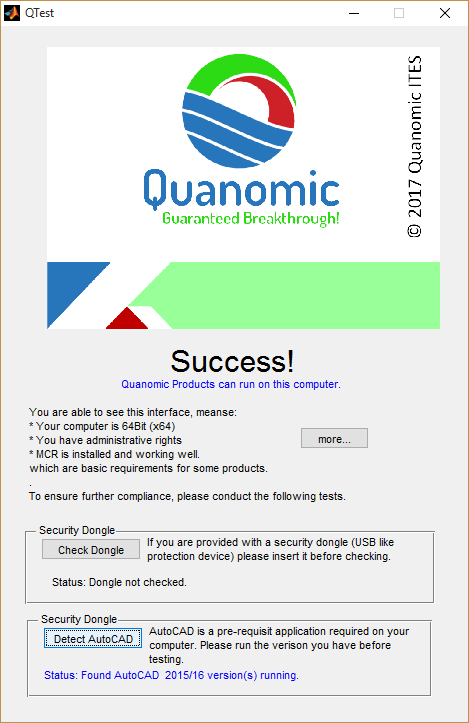 QTest
© 2017 Quanomic ITES
Quanomic
Guaranteed Breakthrough!
Success!
Quanomic Products can run on this computer.
You are able to see this interface, meanse:
* Your computer is 64Bit (x64)
* You have administrative rights
* MCR is installed and working well.
which are basic requirements for some products.
.
To ensure further compliance, please conduct the following tests.
more...
Security Dongle
Check Dongle
If you are provided with a security dongle (USB like
protection device) please insert it before checking.
Status: Dongle not checked.
Security Dongle
Detect AutoCAD
AutoCAD is a pre-requisit application required on your
computer. Please run the verison you have before
testing.
Status: Found AutoCAD  2015/16 version(s) running.